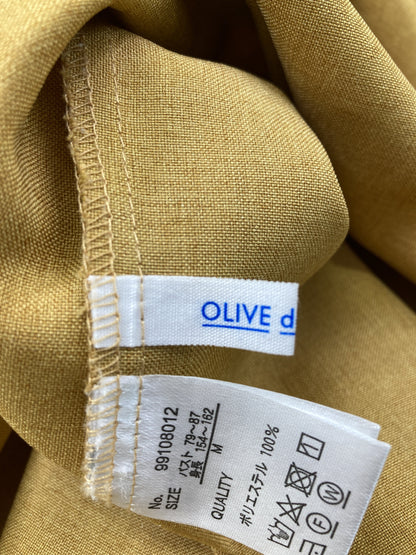 OLIVE d
No. 99108012
SIZE バスト 79〜87
身長 154〜162
M
QUALITY
ポリエステル 100%
W
F